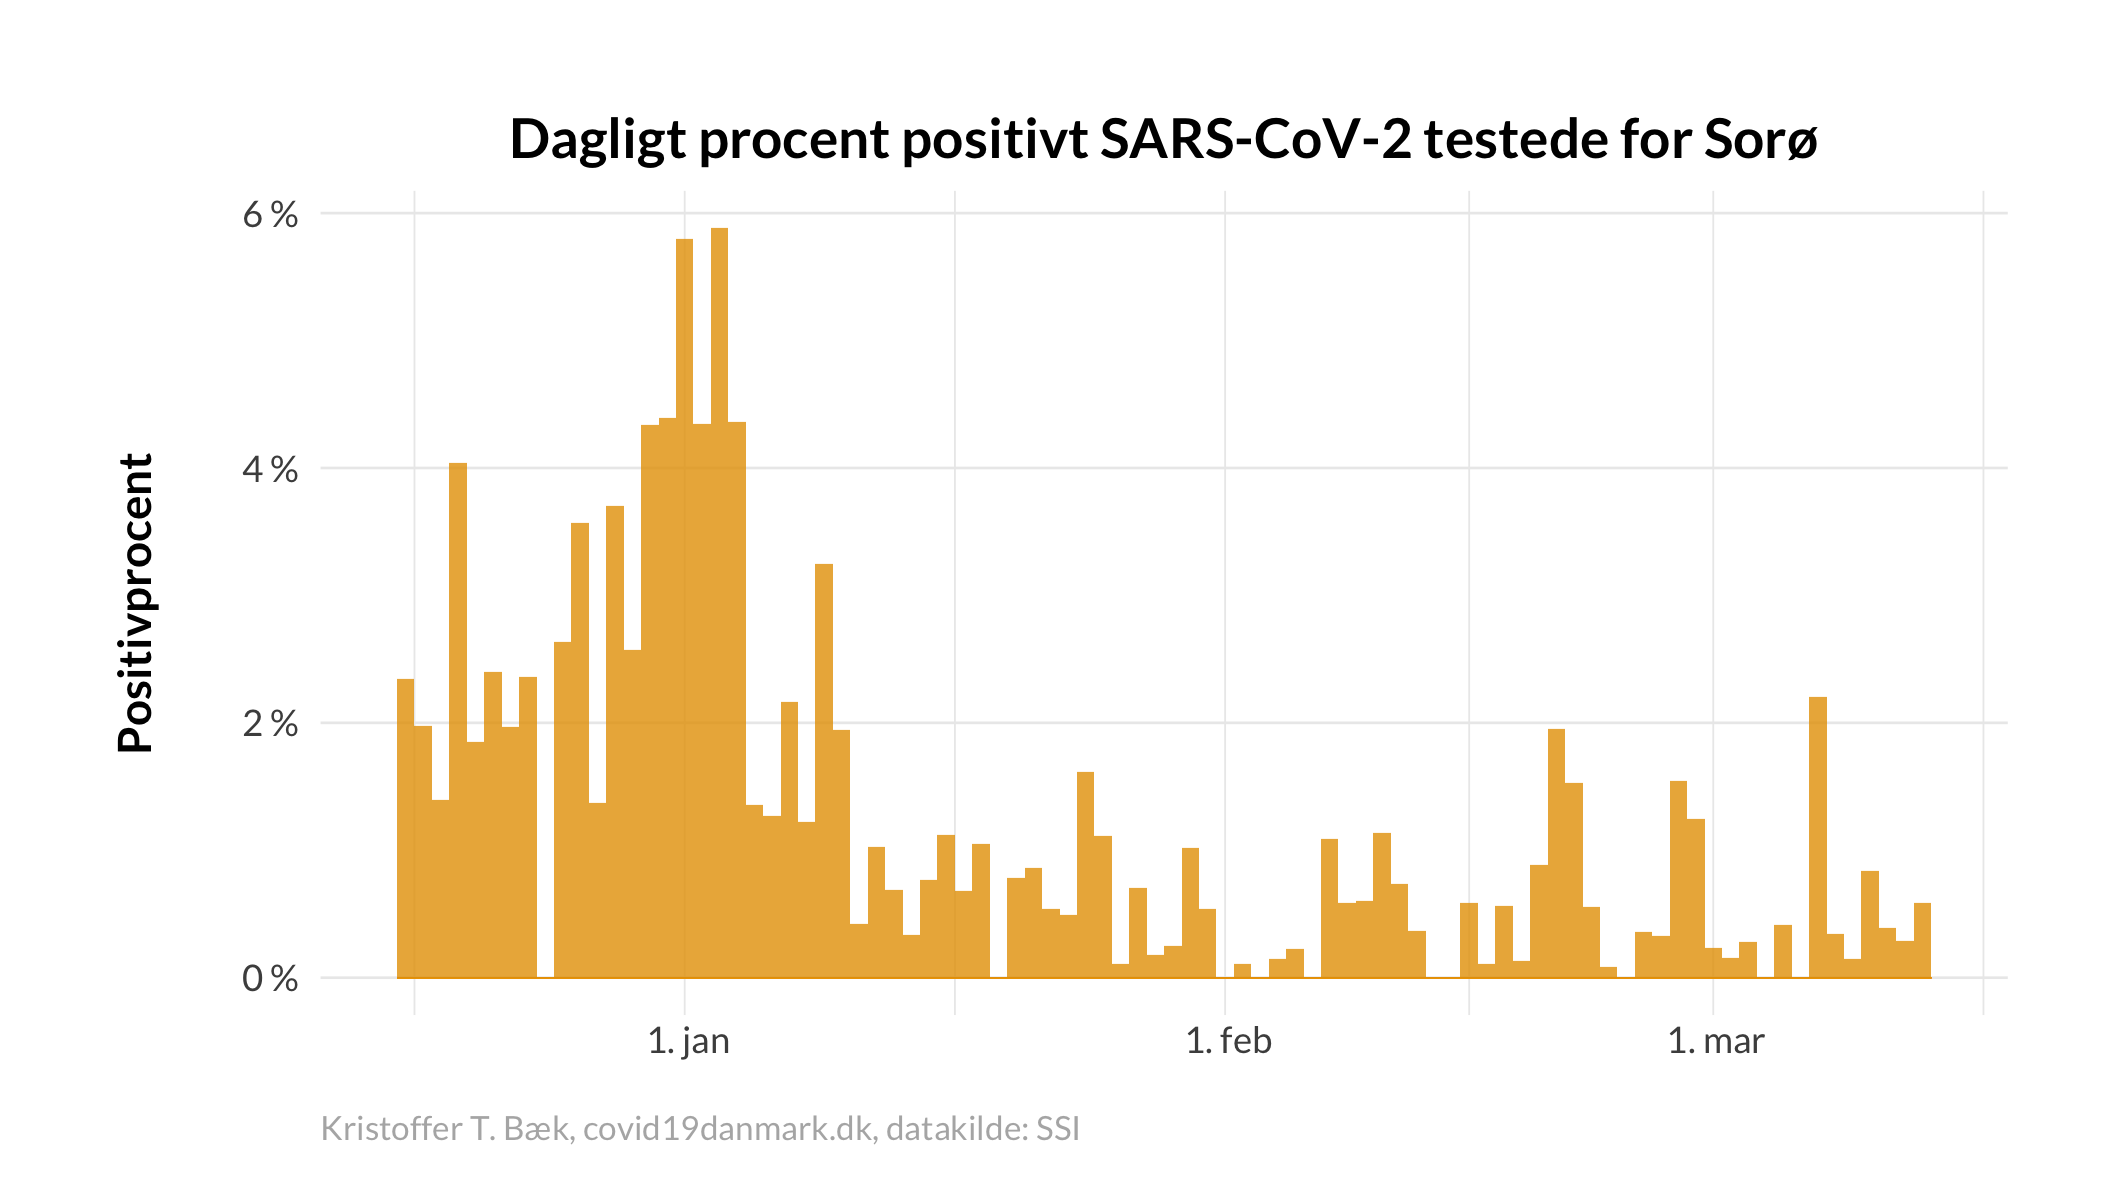 Dagligt procent positivt SARS-CoV-2 testede for Sorø
Positivprocent
6 %
4 %
2 %
0 %
1. jan
1. feb
1. mar
Kristoffer T. Bæk, covid19danmark.dk, datakilde: SSI